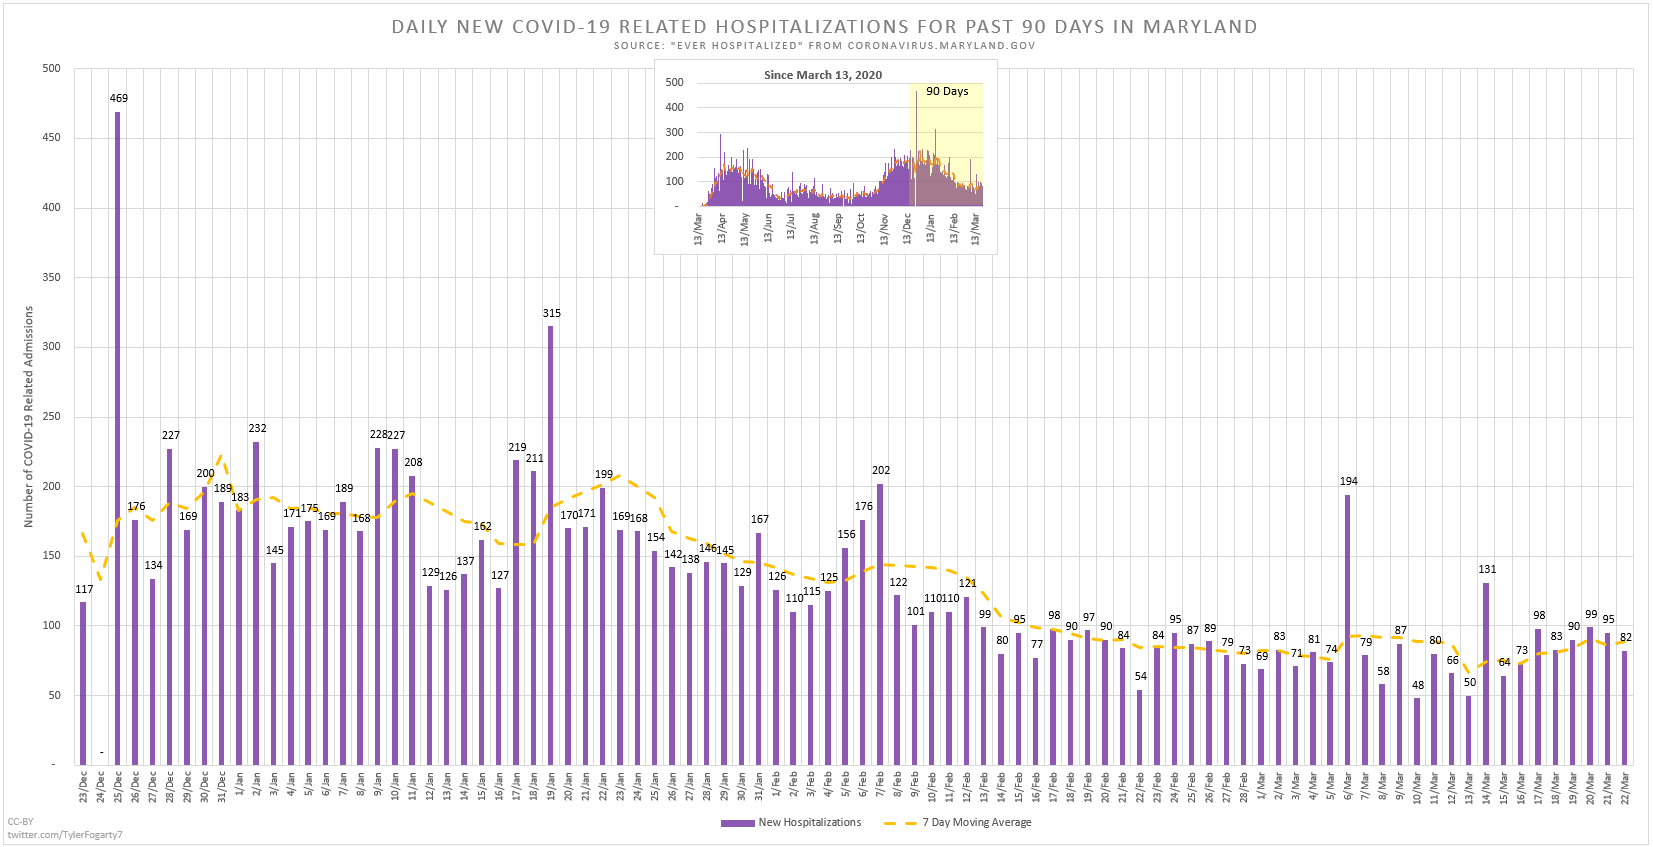 DAILY NEW COVID-19 RELATED HOSPITALIZATIONS FOR PAST 90 DAYS IN MARYLAND
SOURCE: "EVER HOSPITALIZED" FROM CORONAVIRUS.MARYLAND.GOV
Number of COVID-19 Related Admissions
500
450
400
350
300
250
200
150
100
50
-
Since March 13, 2020
90 Days
500
400
300
200
100
-
13/Mar 13/Apr 13/May 13/Jun 13/Jul 13/Aug 13/Sep 13/Oct 13/Nov 13/Dec 13/Jan 13/Feb 13/Mar
117 - 469 176 134 227 169 200 189 183 232 145 171 175 169 189 168 228 227 208 129 126 137 162 127 219 211 315 170 171 199 169 168 154 142 138 146 145 129 167 126 110 115 125 156 176 202 122 101 110 110 121 99 80 95 77 98 90 97 90 84 54 84 95 87 89 79 73 69 83 71 81 74 194 79 58 87 48 80 66 50 131 64 73 98 83 90 99 95 82
23/Dec 24/Dec 25/Dec 26/Dec 27/Dec 28/Dec 29/Dec 30/Dec 31/Dec 1/Jan 2/Jan 3/Jan 4/Jan 5/Jan 6/Jan 7/Jan 8/Jan 9/Jan 10/Jan 11/Jan 12/Jan 13/Jan 14/Jan 15/Jan 16/Jan 17/Jan 18/Jan 19/Jan 20/Jan 21/Jan 22/Jan 23/Jan 24/Jan 25/Jan 26/Jan 27/Jan 28/Jan 29/Jan 30/Jan 31/Jan 1/Feb 2/Feb 3/Feb 4/Feb 5/Feb 6/Feb 7/Feb 8/Feb 9/Feb 10/Feb 11/Feb 12/Feb 13/Feb 14/Feb 15/Feb 16/Feb 17/Feb 18/Feb 19/Feb 20/Feb 21/Feb 22/Feb 23/Feb 24/Feb 25/Feb 26/Feb 27/Feb 28/Feb 1/Mar 2/Mar 3/Mar 4/Mar 5/Mar 6/Mar 7/Mar 8/Mar 9/Mar 10/Mar 11/Mar 12/Mar 13/Mar 14/Mar 15/Mar 16/Mar 17/Mar 18/Mar 19/Mar 20/Mar 21/Mar 22/Mar
New Hospitalizations 7 Day Moving Average
CC-BY
twitter.com/TylerFogarty7